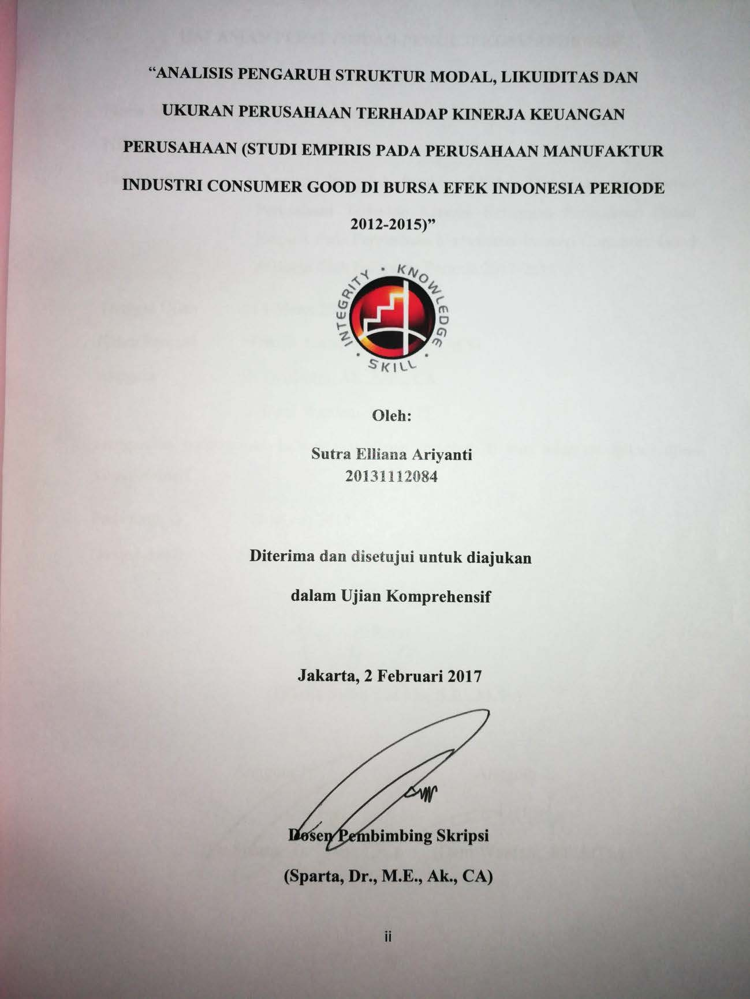 “ANALISIS PENGARUH STRUKTUR MODAL, LIKUIDITAS DAN
UKURAN PERUSAHAAN TERHADAP KINERJA KEUANGAN
PERUSAHAAN (STUDI EMPIRIS PADA PERUSAHAAN MANUFAKTUR
INDUSTRI CONSUMER GOOD DI BURSA EFEK INDONESIA PERIODE
2012-2015)”
INTEGRITY · KNOWLEDGE · SKILL ·
Oleh:
Sutra Elliana Ariyanti
20131112084
Diterima dan disetujui untuk diajukan
dalam Ujian Komprehensif
Jakarta, 2 Februari 2017
Dosen Pembimbing Skripsi
(Sparta, Dr., M.E., Ak., CA)
ii